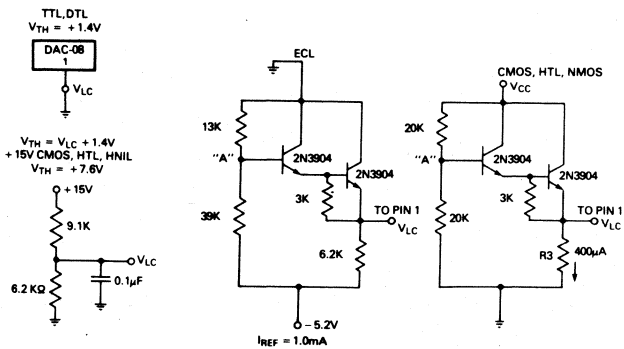 TTL, DTL
VTH = +1.4V
DAC-08
1
VLC
VTH = VLC +1.4V
+15V CMOS, HTL, HNIL
VTH = +7.6V
+15V
9.1K
VLC
6.2 KΩ
0.1μF
ECL
13K
"A"
2N3904
2N3904
3K
39K
TO PIN 1
VLC
6.2K
–5.2V
IREF = 1.0mA
CMOS, HTL, NMOS
VCC
20K
"A"
2N3904
2N3904
3K
20K
TO PIN 1
VLC
R3
400μA